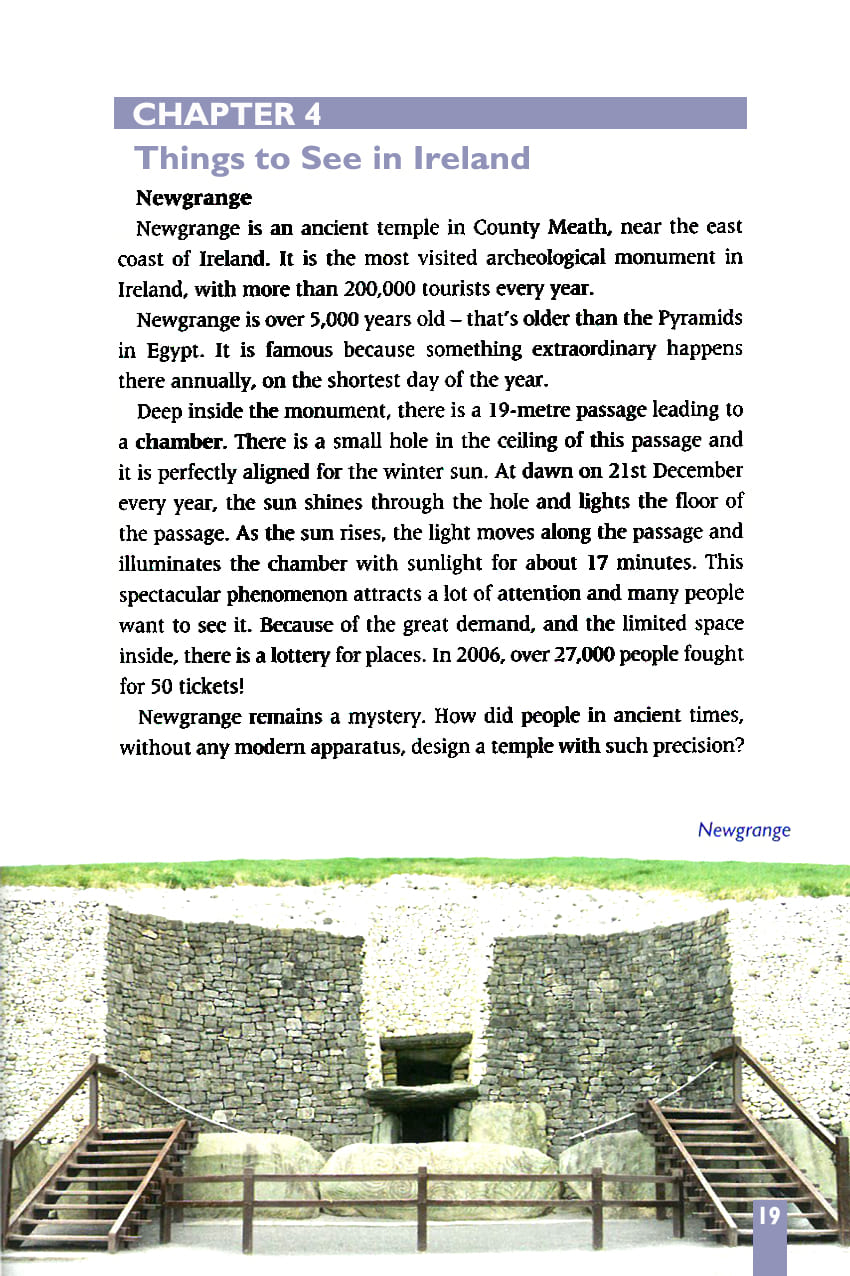 CHAPTER 4
Things to See in Ireland
Newgrange
Newgrange is an ancient temple in County Meath, near the east
coast of Ireland. It is the most visited archeological monument in
Ireland, with more than 200,000 tourists every year.
Newgrange is over 5,000 years old – that's older than the Pyramids
in Egypt. It is famous because something extraordinary happens
there annually, on the shortest day of the year.
Deep inside the monument, there is a 19-metre passage leading to
a chamber. There is a small hole in the ceiling of this passage and
it is perfectly aligned for the winter sun. At dawn on 21st December
every year, the sun shines through the hole and lights the floor of
the passage. As the sun rises, the light moves along the passage and
illuminates the chamber with sunlight for about 17 minutes. This
spectacular phenomenon attracts a lot of attention and many people
want to see it. Because of the great demand, and the limited space
inside, there is a lottery for places. In 2006, over 27,000 people fought
for 50 tickets!
Newgrange remains a mystery. How did people in ancient times,
without any modern apparatus, design a temple with such precision?
Newgrange
19